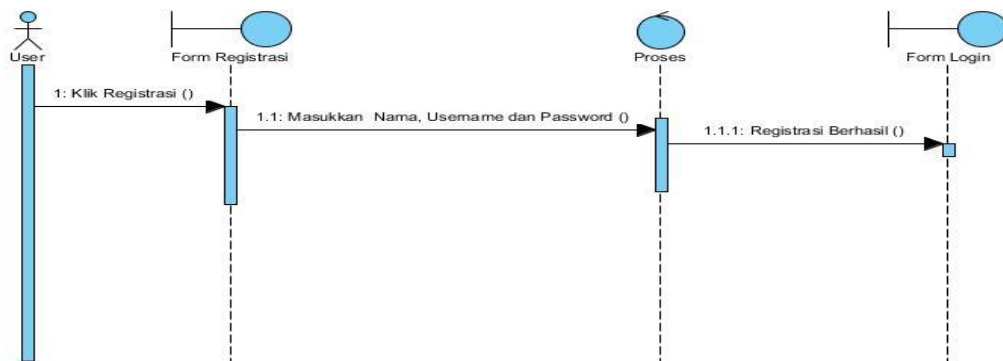 User
Form Registrasi
Proses
Form Login
1: Klik Registrasi ()
1.1: Masukkan  Nama, Username dan Password ()
1.1.1: Registrasi Berhasil ()